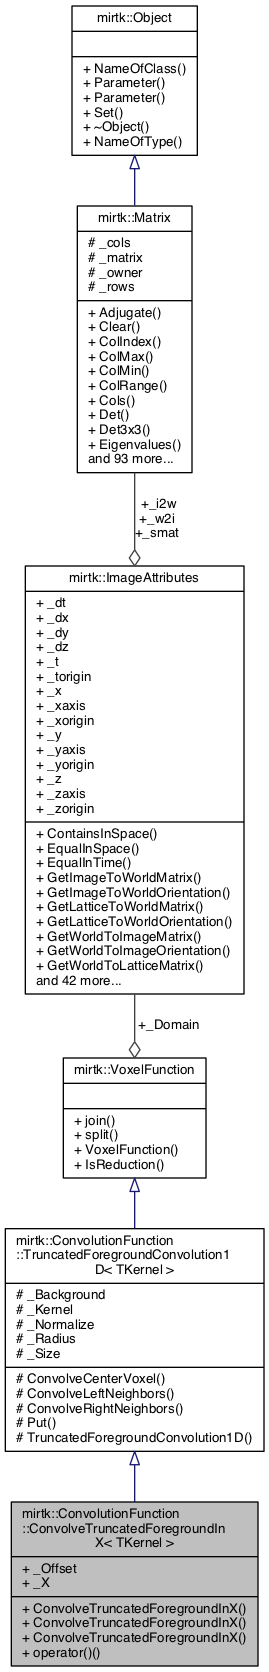 mirtk::Object
+ NameOfClass()
+ Parameter()
+ Parameter()
+ Set()
+ ~Object()
+ NameOfType()
mirtk::Matrix
# _cols
# _matrix
# _owner
# _rows
+ Adjugate()
+ Clear()
+ ColIndex()
+ ColMax()
+ ColMin()
+ ColRange()
+ Cols()
+ Det()
+ Det3x3()
+ Eigenvalues()
and 93 more...
+_i2w
+_w2i
+_smat
mirtk::ImageAttributes
+ _dt
+ _dx
+ _dy
+ _dz
+ _t
+ _torigin
+ _x
+ _xaxis
+ _xorigin
+ _y
+ _yaxis
+ _yorigin
+ _z
+ _zaxis
+ _zorigin
+ ContainsInSpace()
+ EqualInSpace()
+ EqualInTime()
+ GetImageToWorldMatrix()
+ GetImageToWorldOrientation()
+ GetLatticeToWorldMatrix()
+ GetLatticeToWorldOrientation()
+ GetWorldToImageMatrix()
+ GetWorldToImageOrientation()
+ GetWorldToLatticeMatrix()
and 42 more...
+_Domain
mirtk::VoxelFunction
+ join()
+ split()
+ VoxelFunction()
+ IsReduction()
mirtk::ConvolutionFunction
::TruncatedForegroundConvolution1
D< TKernel >
# _Background
# _Kernel
# _Normalize
# _Radius
# _Size
# ConvolveCenterVoxel()
# ConvolveLeftNeighbors()
# ConvolveRightNeighbors()
# Put()
# TruncatedForegroundConvolution1D()
mirtk::ConvolutionFunction
::ConvolveTruncatedForegroundIn
X< TKernel >
+ _Offset
+ _X
+ ConvolveTruncatedForegroundInX()
+ ConvolveTruncatedForegroundInX()
+ ConvolveTruncatedForegroundInX()
+ operator()()